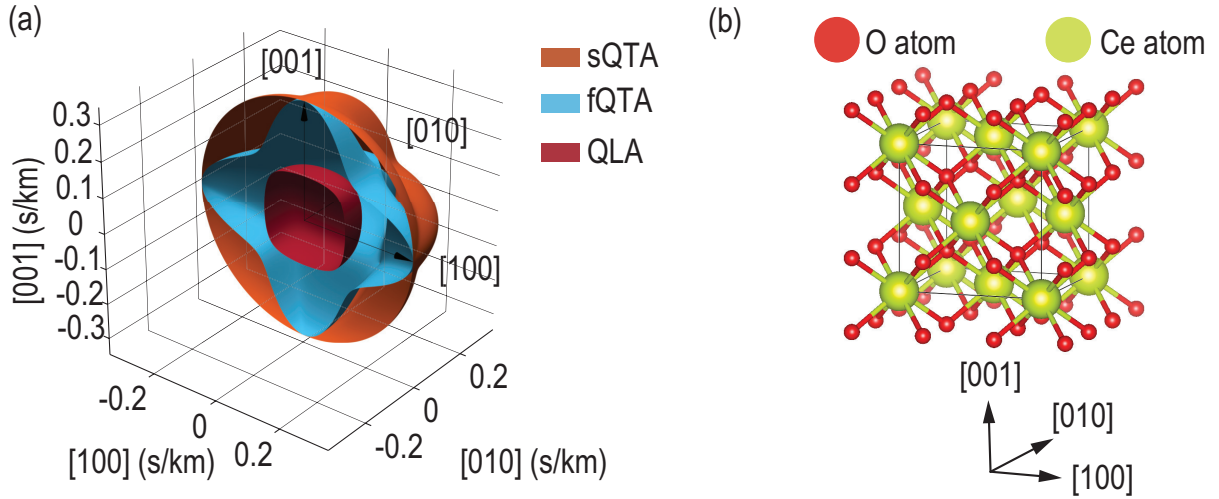 (a)
[001]
[010]
[100]
sQTA
fQTA
QLA
[001] (s/km)
0.3
0.2
0.1
0
-0.1
-0.2
-0.3
-0.2
0
0.2
[100] (s/km)
-0.2
0
0.2
[010] (s/km)
(b)
O atom
Ce atom
[001]
[010]
[100]